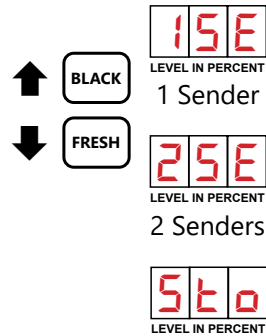 1SE
LEVEL IN PERCENT
1 Sender
BLACK
FRESH
2SE
LEVEL IN PERCENT
2 Senders
Sto
LEVEL IN PERCENT